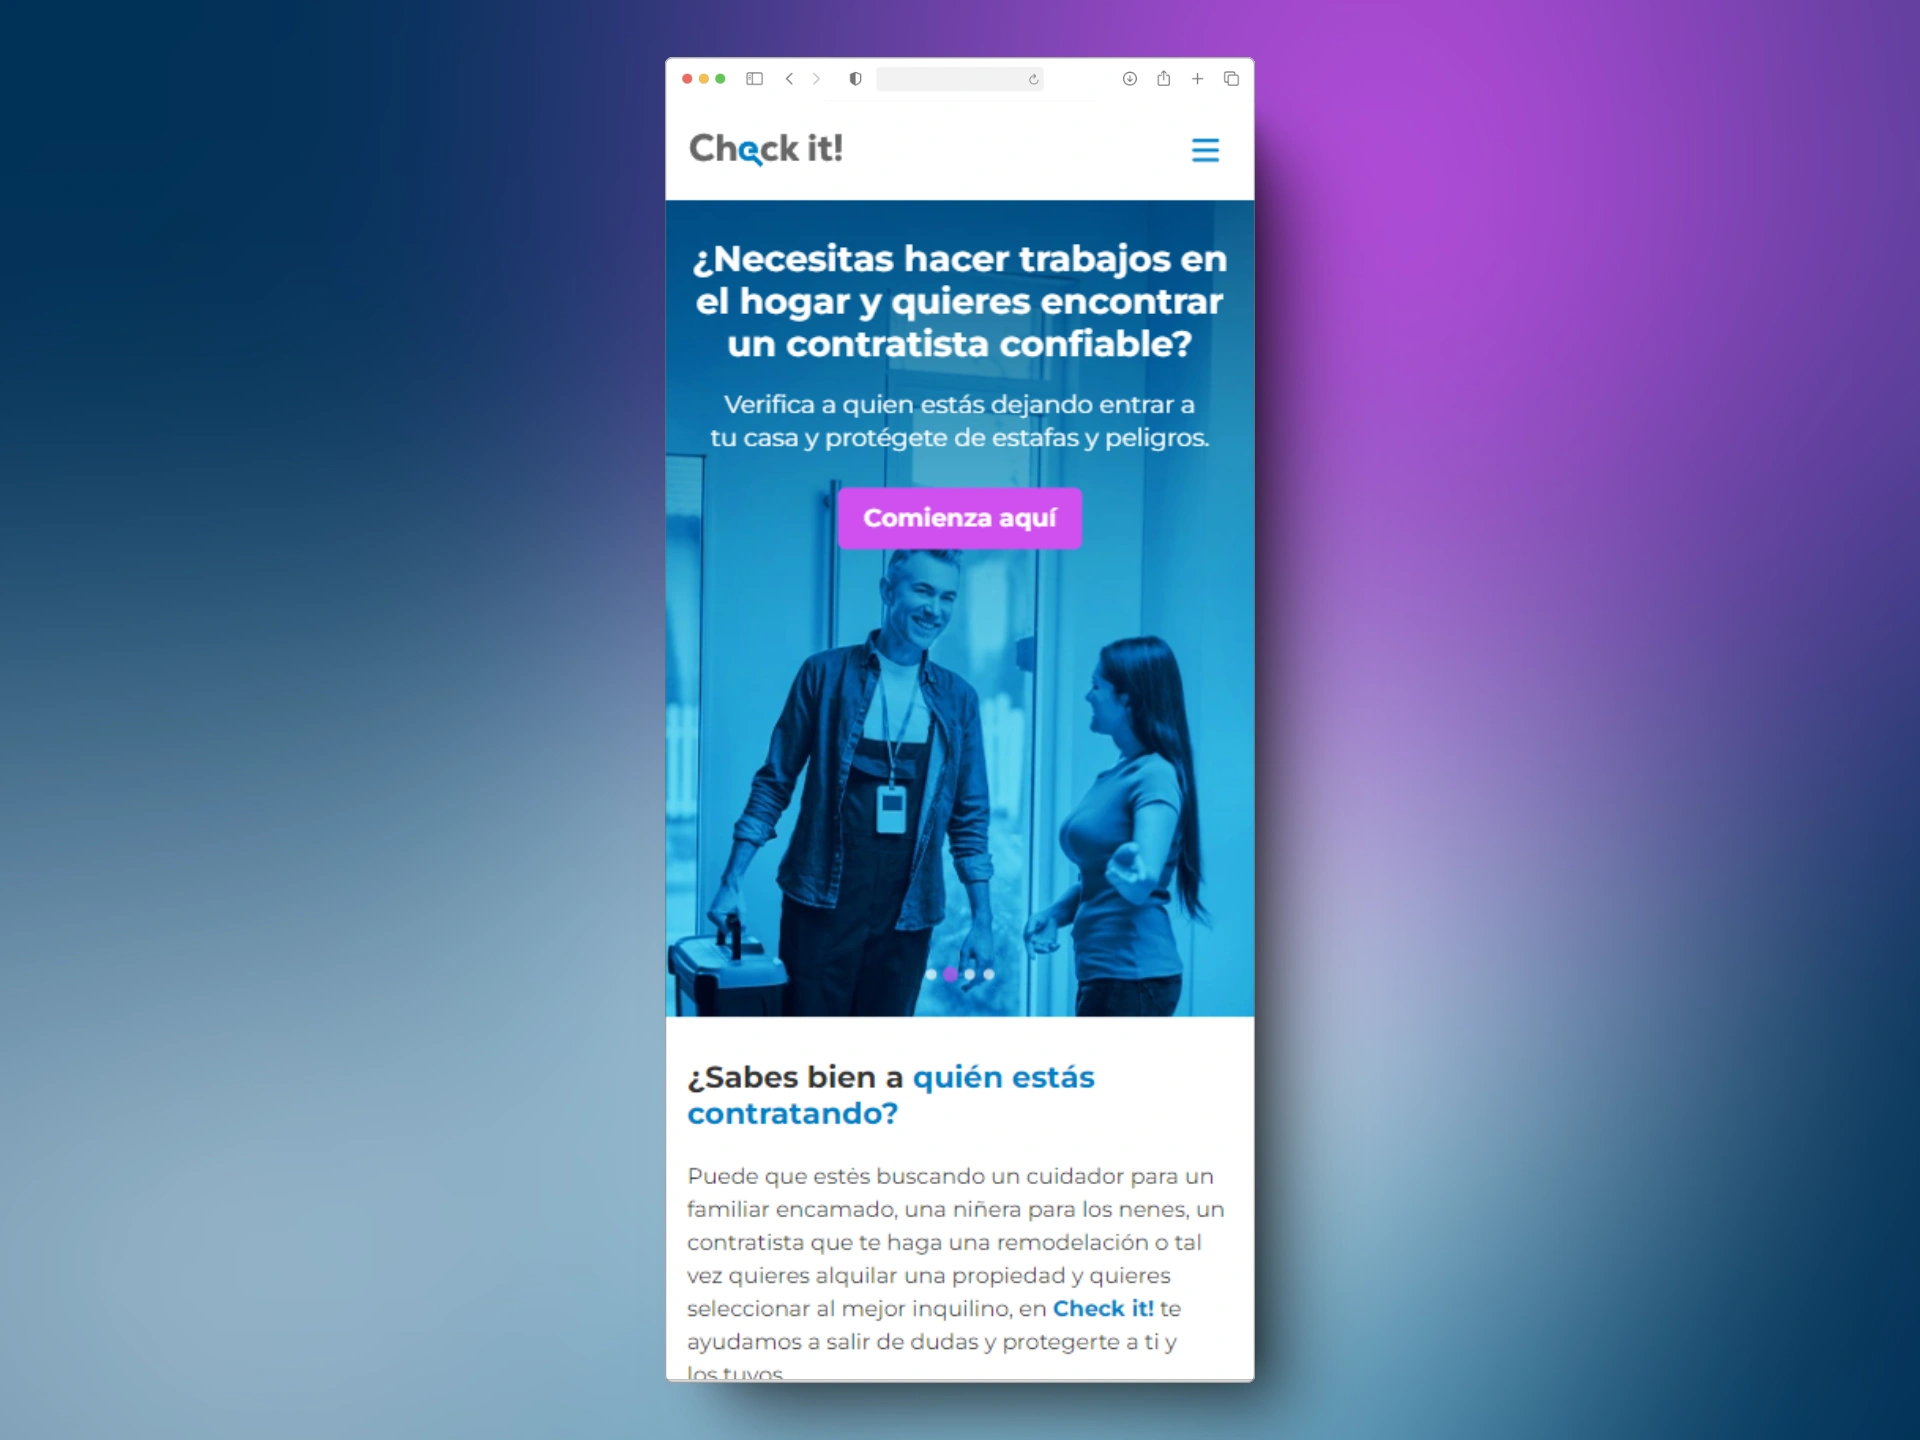 Check it!
¿Necesitas hacer trabajos en
el hogar y quieres encontrar
un contratista confiable?
Verifica a quien estás dejando entrar a
tu casa y protégete de estafas y peligros.
Comienza aquí
¿Sabes bien a quién estás
contratando?
Puede que estés buscando un cuidador para un
familiar encamado, una niñera para los nenes, un
contratista que te haga una remodelación o tal
vez quieres alquilar una propiedad y quieres
seleccionar al mejor inquilino, en Check it! te
ayudamos a salir de dudas y protegerte a ti y
los tuyos